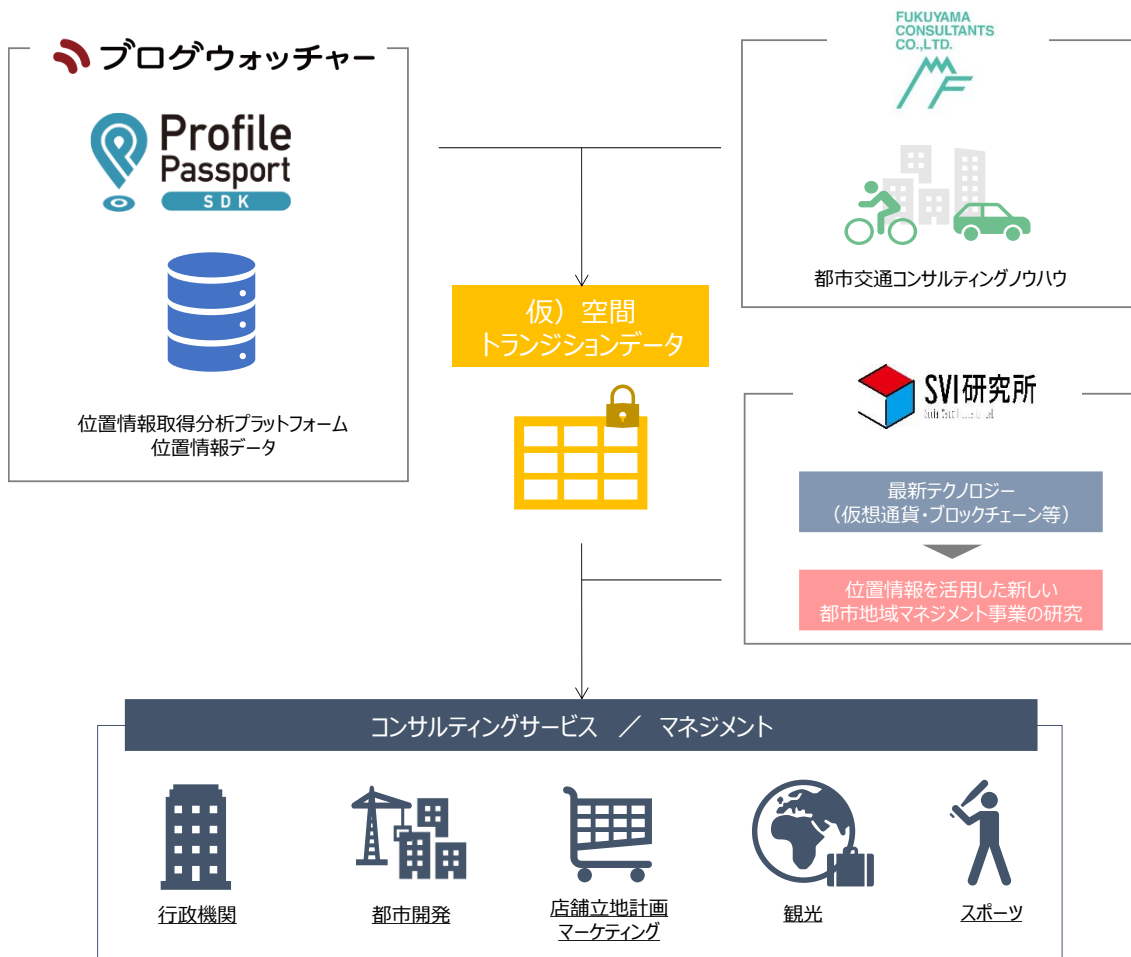 ブログウォッチャー
Profile
Passport
SDK
位置情報取得分析プラットフォーム
位置情報データ
FUKUYAMA
CONSULTANTS
CO.,LTD.
都市交通コンサルティングノウハウ
仮）空間
トランジションデータ
SVI研究所
最新テクノロジー
（仮想通貨・ブロックチェーン等）
位置情報を活用した新しい
都市地域マネジメント事業の研究
コンサルティングサービス ／ マネジメント
行政機関
都市開発
店舗立地計画
マーケティング
観光
スポーツ